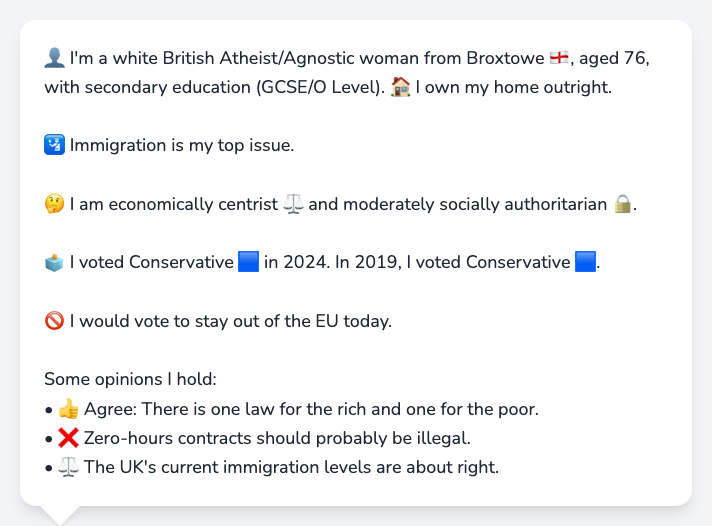 👤 I'm a white British Atheist/Agnostic woman from Broxtowe 🏴󠁧󠁢󠁥󠁮󠁧󠁿, aged 76,
with secondary education (GCSE/O Level). 🏠 I own my home outright.
🛂 Immigration is my top issue.
🤔 I am economically centrist ⚖️ and moderately socially authoritarian 🔒.
🗳️ I voted Conservative 🟦 in 2024. In 2019, I voted Conservative 🟦.
🚫 I would vote to stay out of the EU today.
Some opinions I hold:
• 👍 Agree: There is one law for the rich and one for the poor.
• ❌ Zero-hours contracts should probably be illegal.
• ⚖️ The UK's current immigration levels are about right.